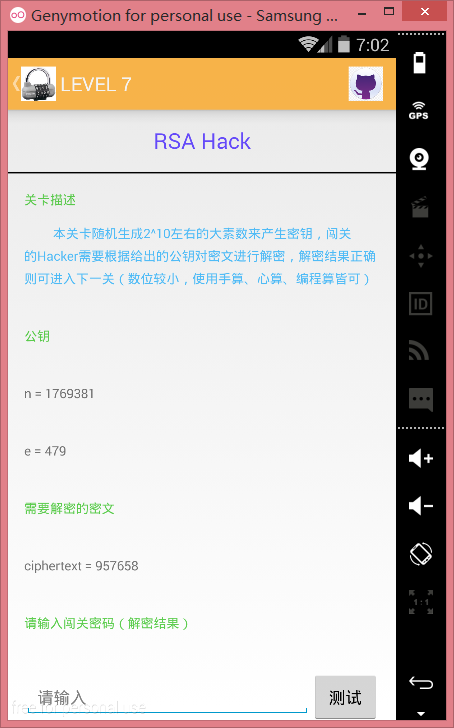 Genymotion for personal use - Samsung ...
7:02
LEVEL 7
RSA Hack
关卡描述
本关卡随机生成2^10左右的大素数来产生密钥，闯关
的Hacker需要根据给出的公钥对密文进行解密，解密结果正确
则可进入下一关（数位较小，使用手算、心算、编程算皆可）
公钥
n = 1769381
e = 479
需要解密的密文
ciphertext = 957658
请输入闯关密码（解密结果）
请输入
测试
free for personal use
GPS
ID
1:1